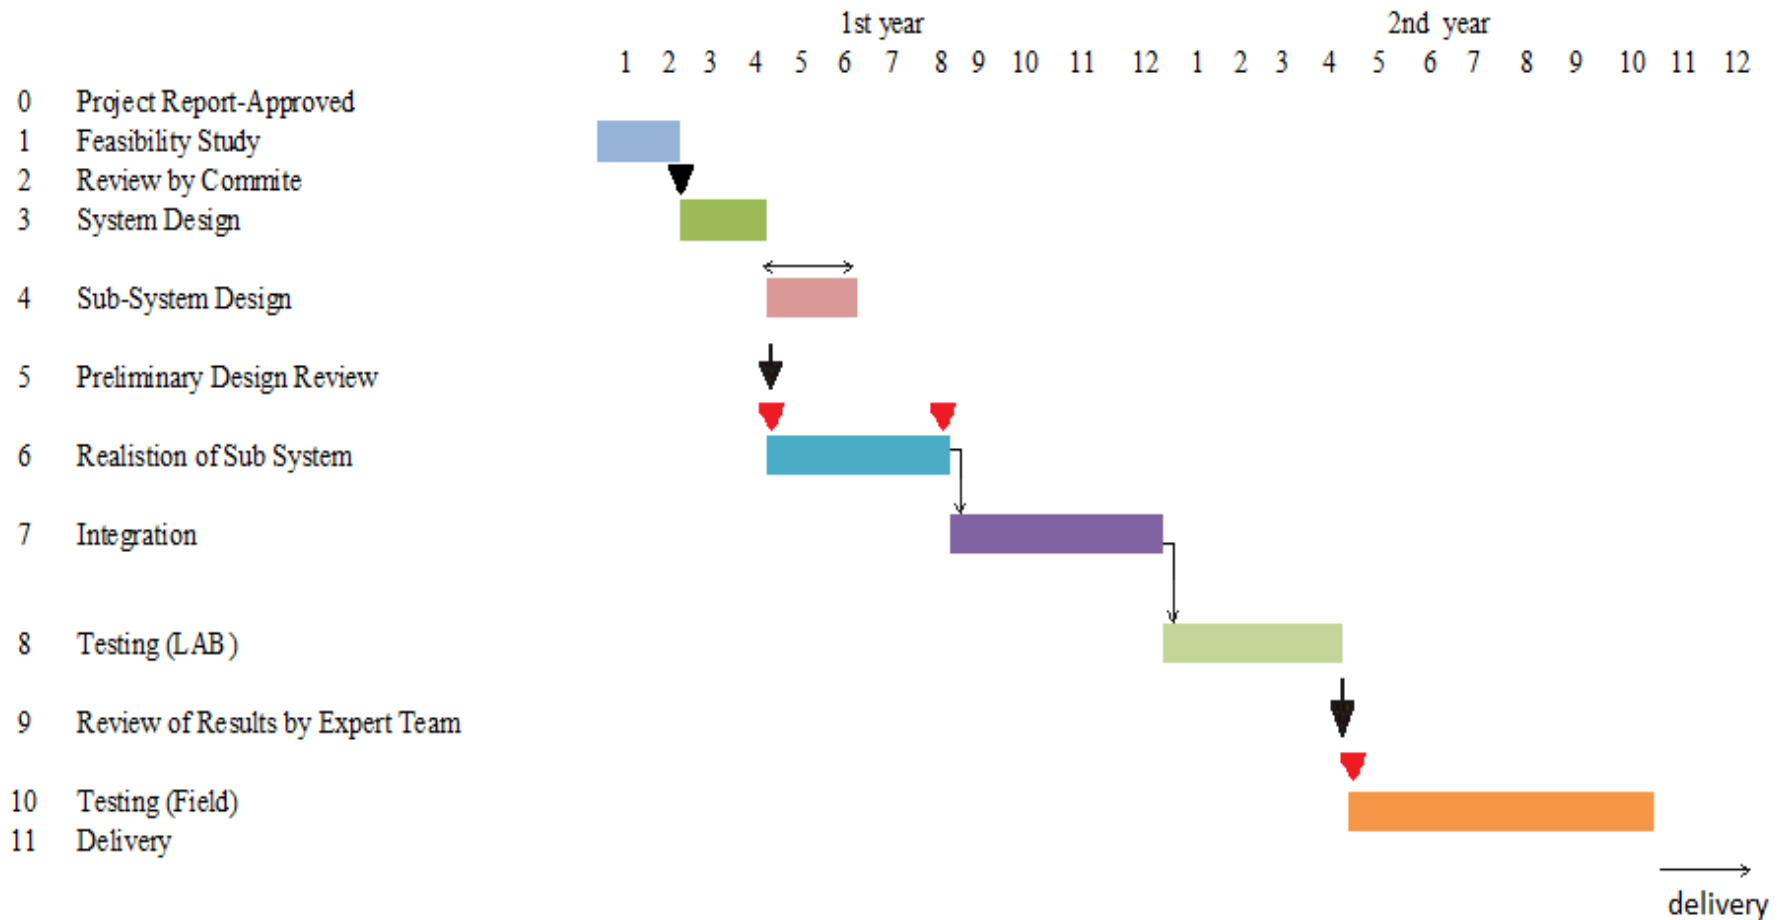 1st year 2nd year
1 2 3 4 5 6 7 8 9 10 11 12 1 2 3 4 5 6 7 8 9 10 11 12
0 Project Report-Approved
1 Feasibility Study
2 Review by Commite
3 System Design
4 Sub-System Design
5 Preliminary Design Review
6 Realistion of Sub System
7 Integration
8 Testing (LAB)
9 Review of Results by Expert Team
10 Testing (Field)
11 Delivery
delivery